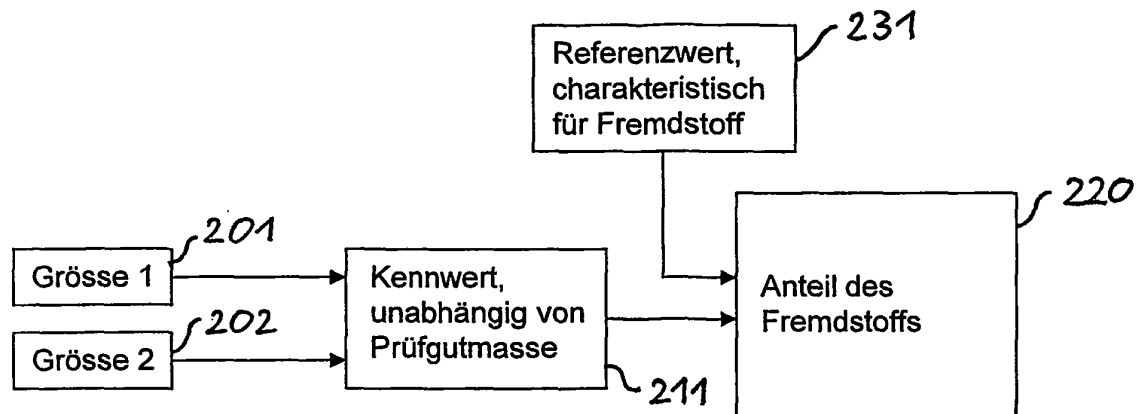 231
Referenzwert,
charakteristisch
für Fremdstoff
220
201
Grösse 1
Kennwert,
unabhängig von
Prüfgutmasse
Anteil des
Fremdstoffs
202
Grösse 2
211